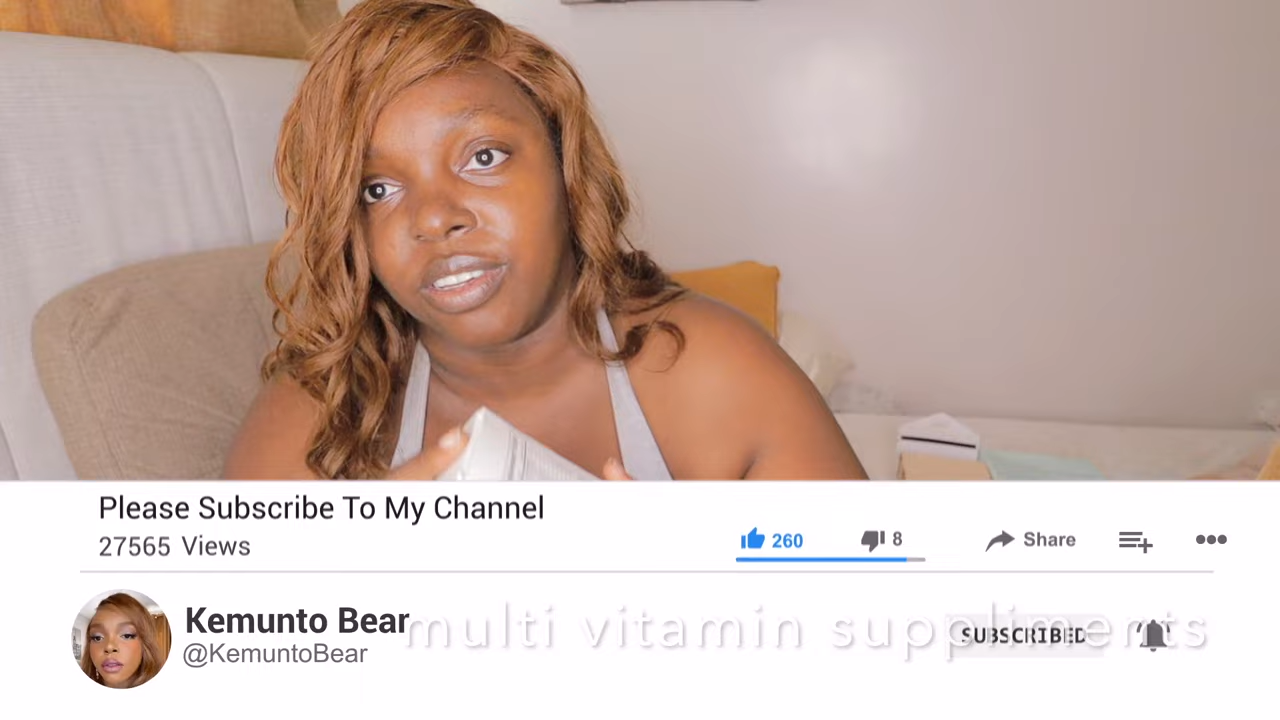 Please Subscribe To My Channel
27565 Views
260
8
Share
Kemunto Bear
@KemuntoBear
multi vitamin suppliments
SUBSCRIBED